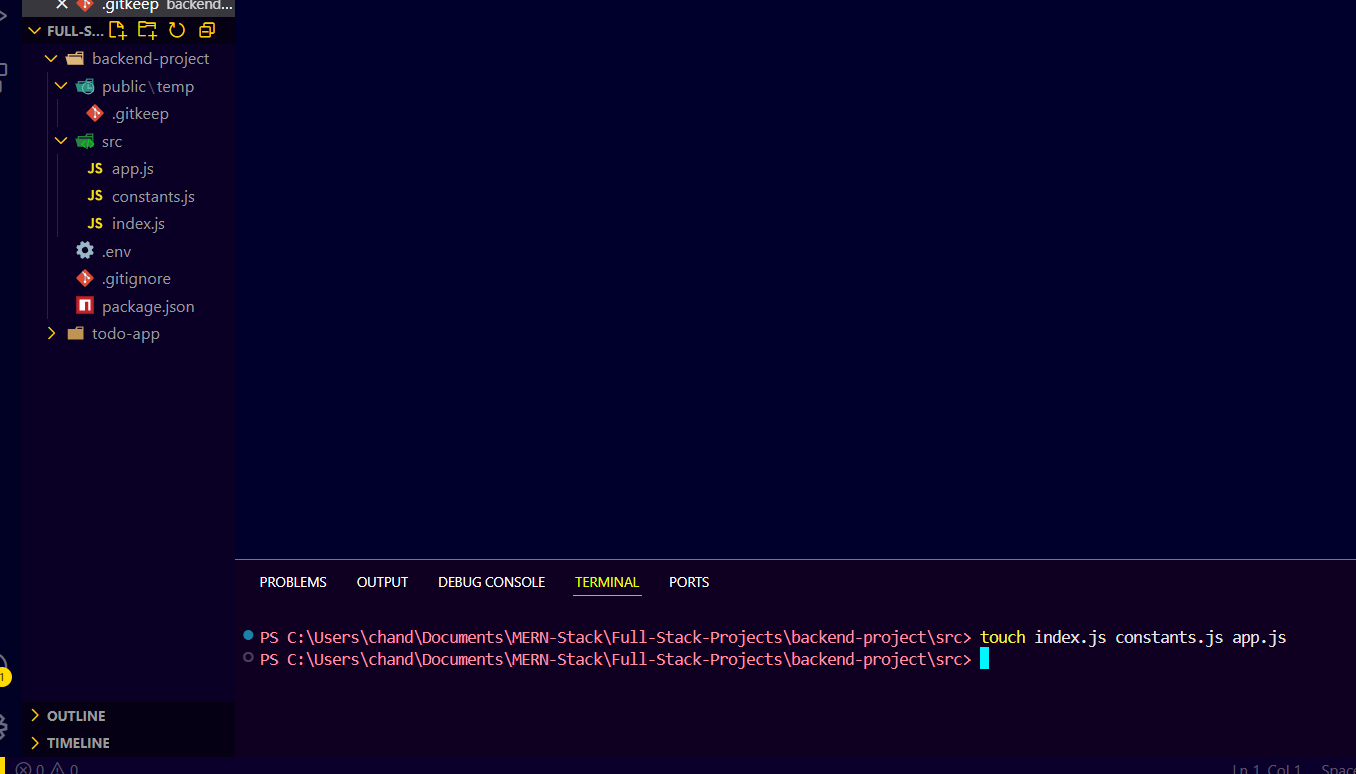 .gitkeep backend...
FULL-S...
backend-project
public\temp
.gitkeep
src
JS app.js
JS constants.js
JS index.js
.env
.gitignore
package.json
todo-app
PROBLEMS OUTPUT DEBUG CONSOLE TERMINAL PORTS
PS C:\Users\chand\Documents\MERN-Stack\Full-Stack-Projects\backend-project\src> touch index.js constants.js app.js
PS C:\Users\chand\Documents\MERN-Stack\Full-Stack-Projects\backend-project\src>
1
OUTLINE
TIMELINE
0 0 Ln 1, Col 1